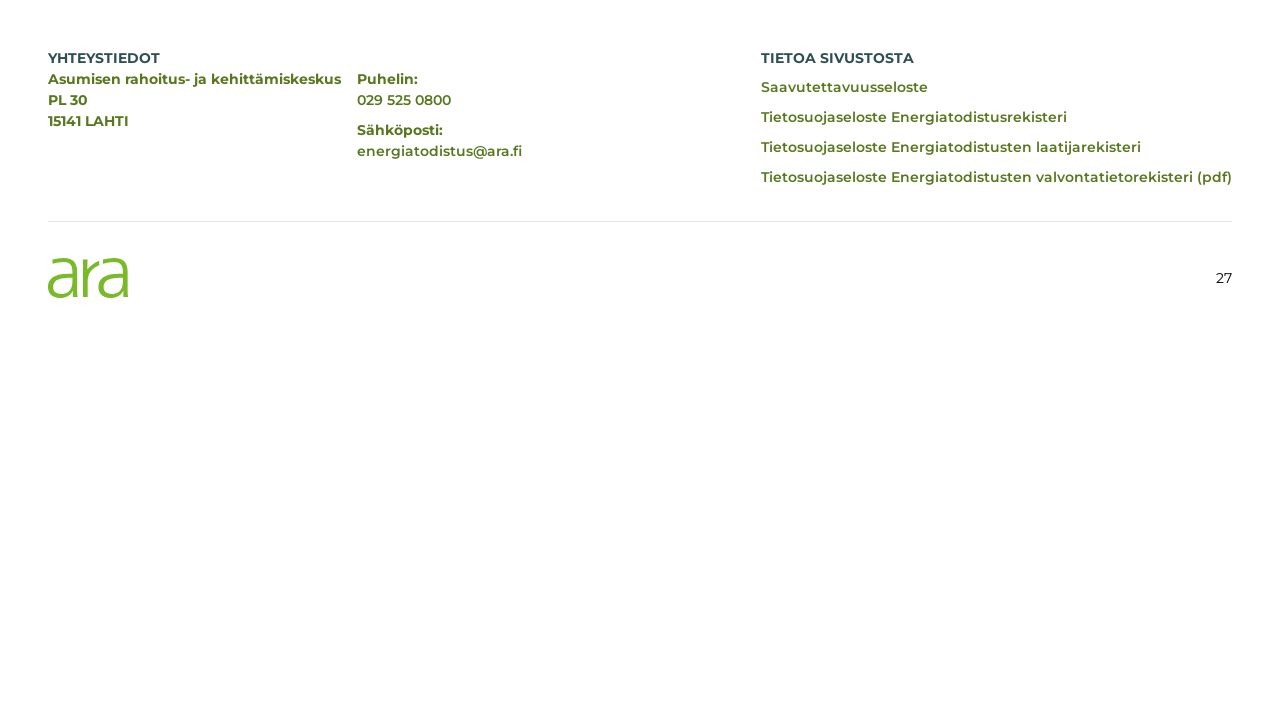 YHTEYSTIEDOT
Asumisen rahoitus- ja kehittämiskeskus
PL 30
15141 LAHTI
Puhelin:
029 525 0800
Sähköposti:
energiatodistus@ara.fi
TIETOA SIVUSTOSTA
Saavutettavuusseloste
Tietosuojaseloste Energiatodistusrekisteri
Tietosuojaseloste Energiatodistusten laatijarekisteri
Tietosuojaseloste Energiatodistusten valvontatietorekisteri (pdf)
ara
27